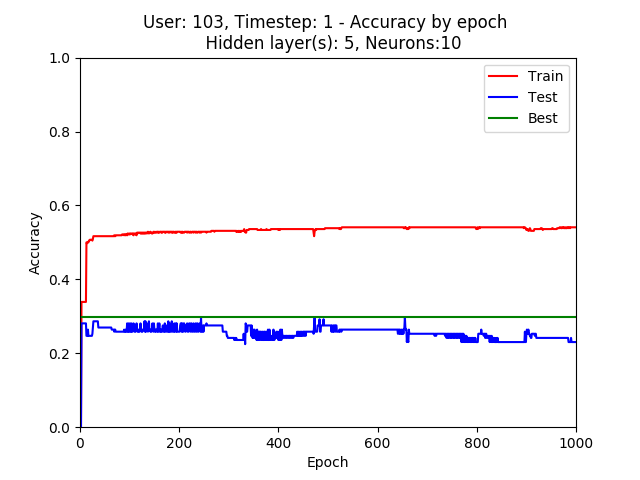 User: 103, Timestep: 1 - Accuracy by epoch
Hidden layer(s): 5, Neurons:10
1.0
0.8
0.6
0.4
0.2
0.0
Accuracy
Train
Test
Best
0 200 400 600 800 1000
Epoch